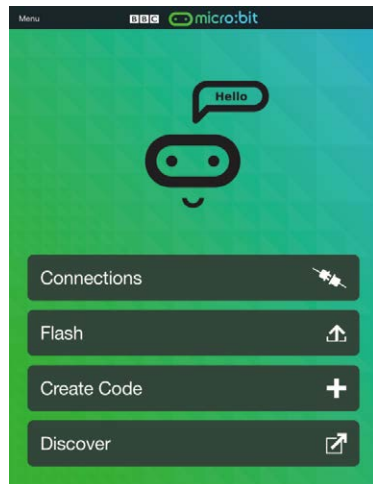 Menu
BBC micro:bit
Hello
Connections
Flash
Create Code
Discover